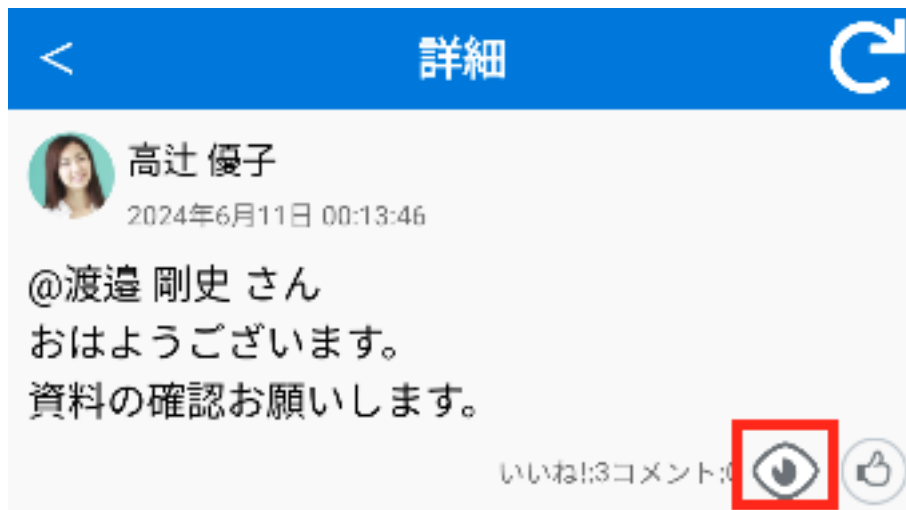 < 詳細
高辻 優子
2024年6月11日 00:13:46
@渡邉 剛史 さん
おはようございます。
資料の確認お願いします。
いいね!:3コメント: